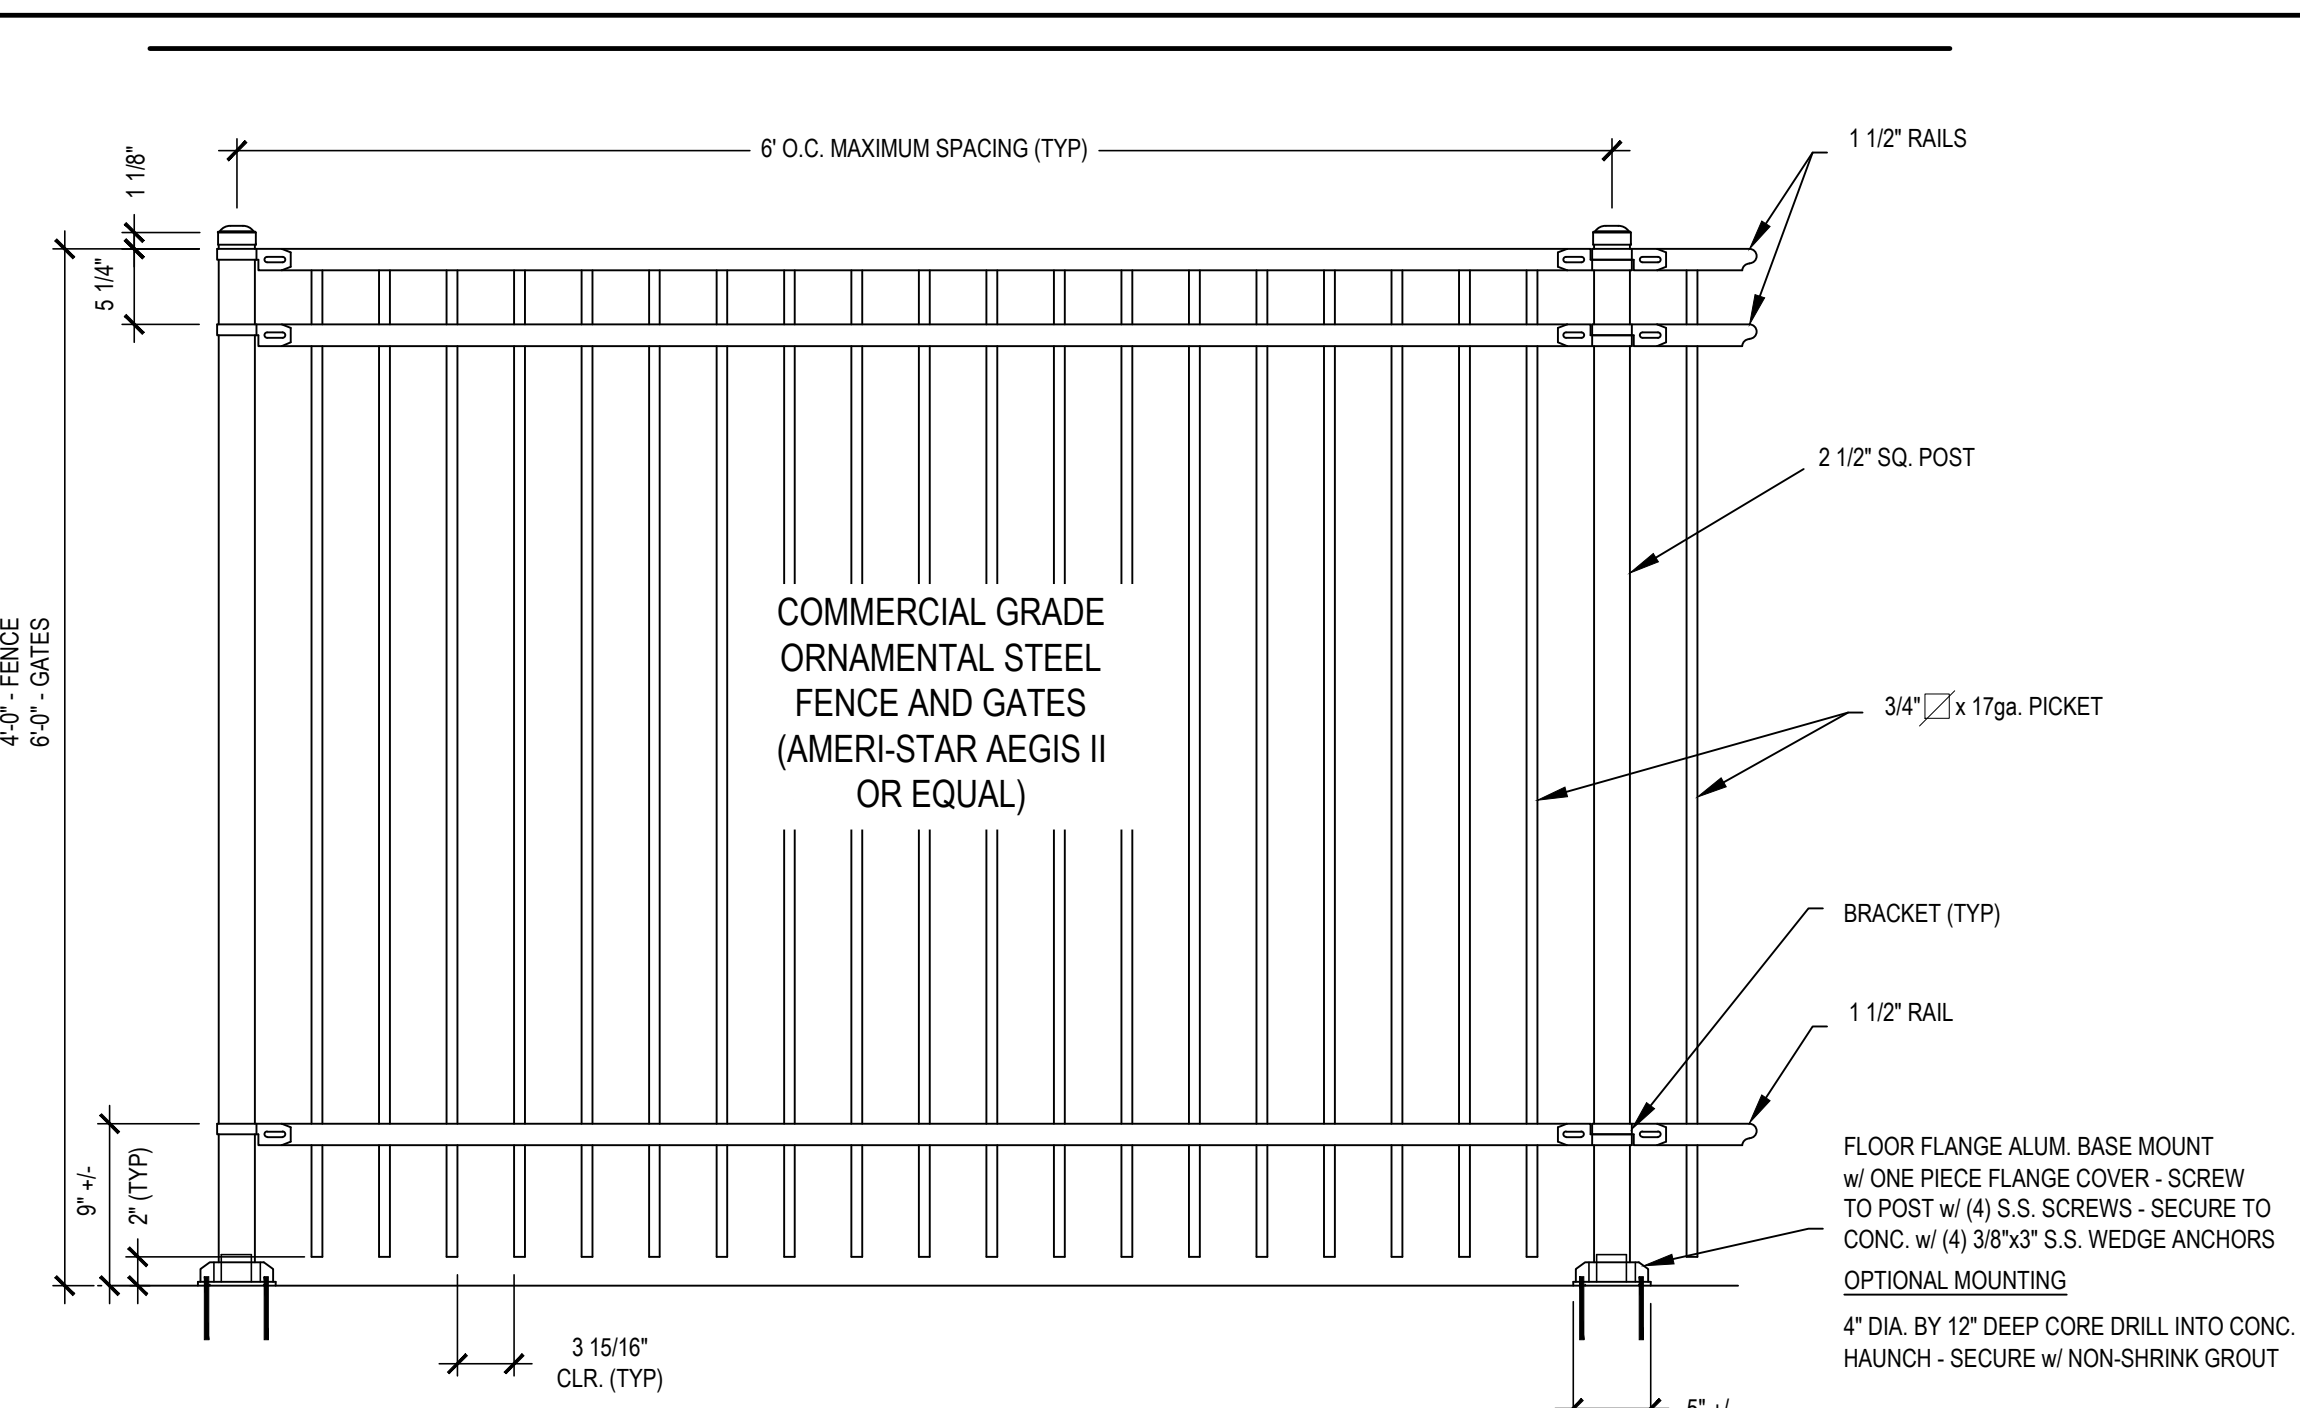 6' O.C. MAXIMUM SPACING (TYP)
1 1/2" RAILS
1 1/8"
5 1/4"
2 1/2" SQ. POST
4'-0" - FENCE
6'-0" - GATES
COMMERCIAL GRADE
ORNAMENTAL STEEL
FENCE AND GATES
(AMERI-STAR AEGIS II
OR EQUAL)
3/4" x 17ga. PICKET
BRACKET (TYP)
1 1/2" RAIL
9" +/-
2" (TYP)
FLOOR FLANGE ALUM. BASE MOUNT
w/ ONE PIECE FLANGE COVER - SCREW
TO POST w/ (4) S.S. SCREWS - SECURE TO
CONC. w/ (4) 3/8"x3" S.S. WEDGE ANCHORS
OPTIONAL MOUNTING
4" DIA. BY 12" DEEP CORE DRILL INTO CONC.
HAUNCH - SECURE w/ NON-SHRINK GROUT
3 15/16"
CLR. (TYP)
5" +/-